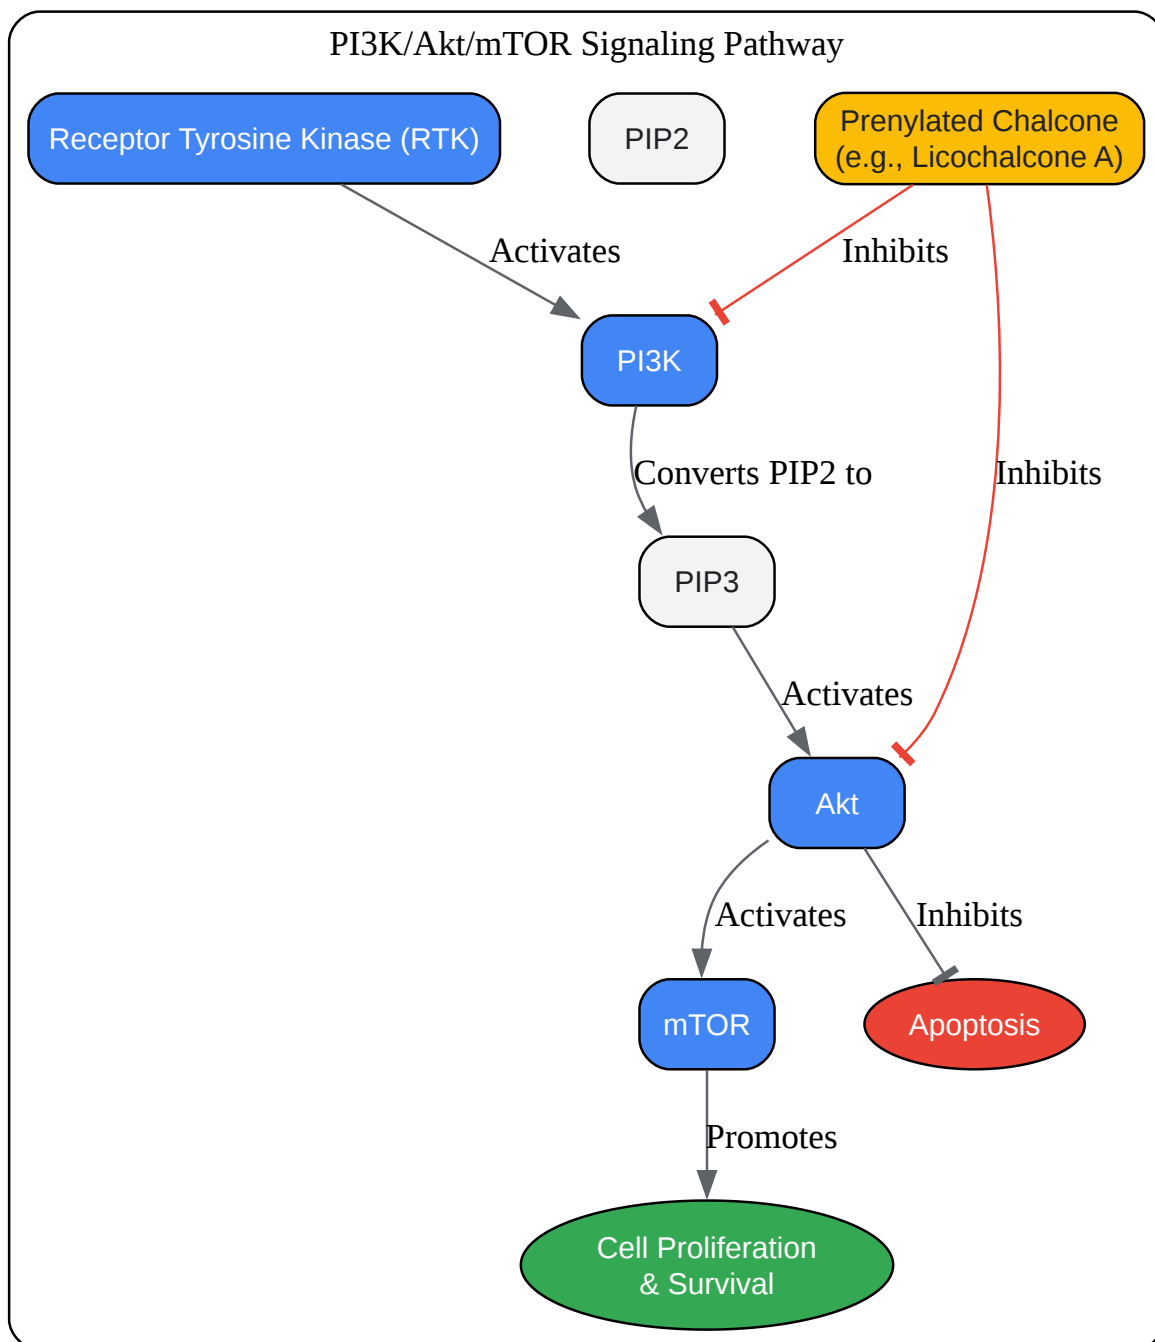 PI3K/Akt/mTOR Signaling Pathway
Receptor Tyrosine Kinase (RTK)
PIP2
Prenylated Chalcone
(e.g., Licochalcone A)
Activates
Inhibits
PI3K
Converts PIP2 to
Inhibits
PIP3
Activates
Akt
Activates
Inhibits
mTOR
Apoptosis
Promotes
Cell Proliferation
& Survival